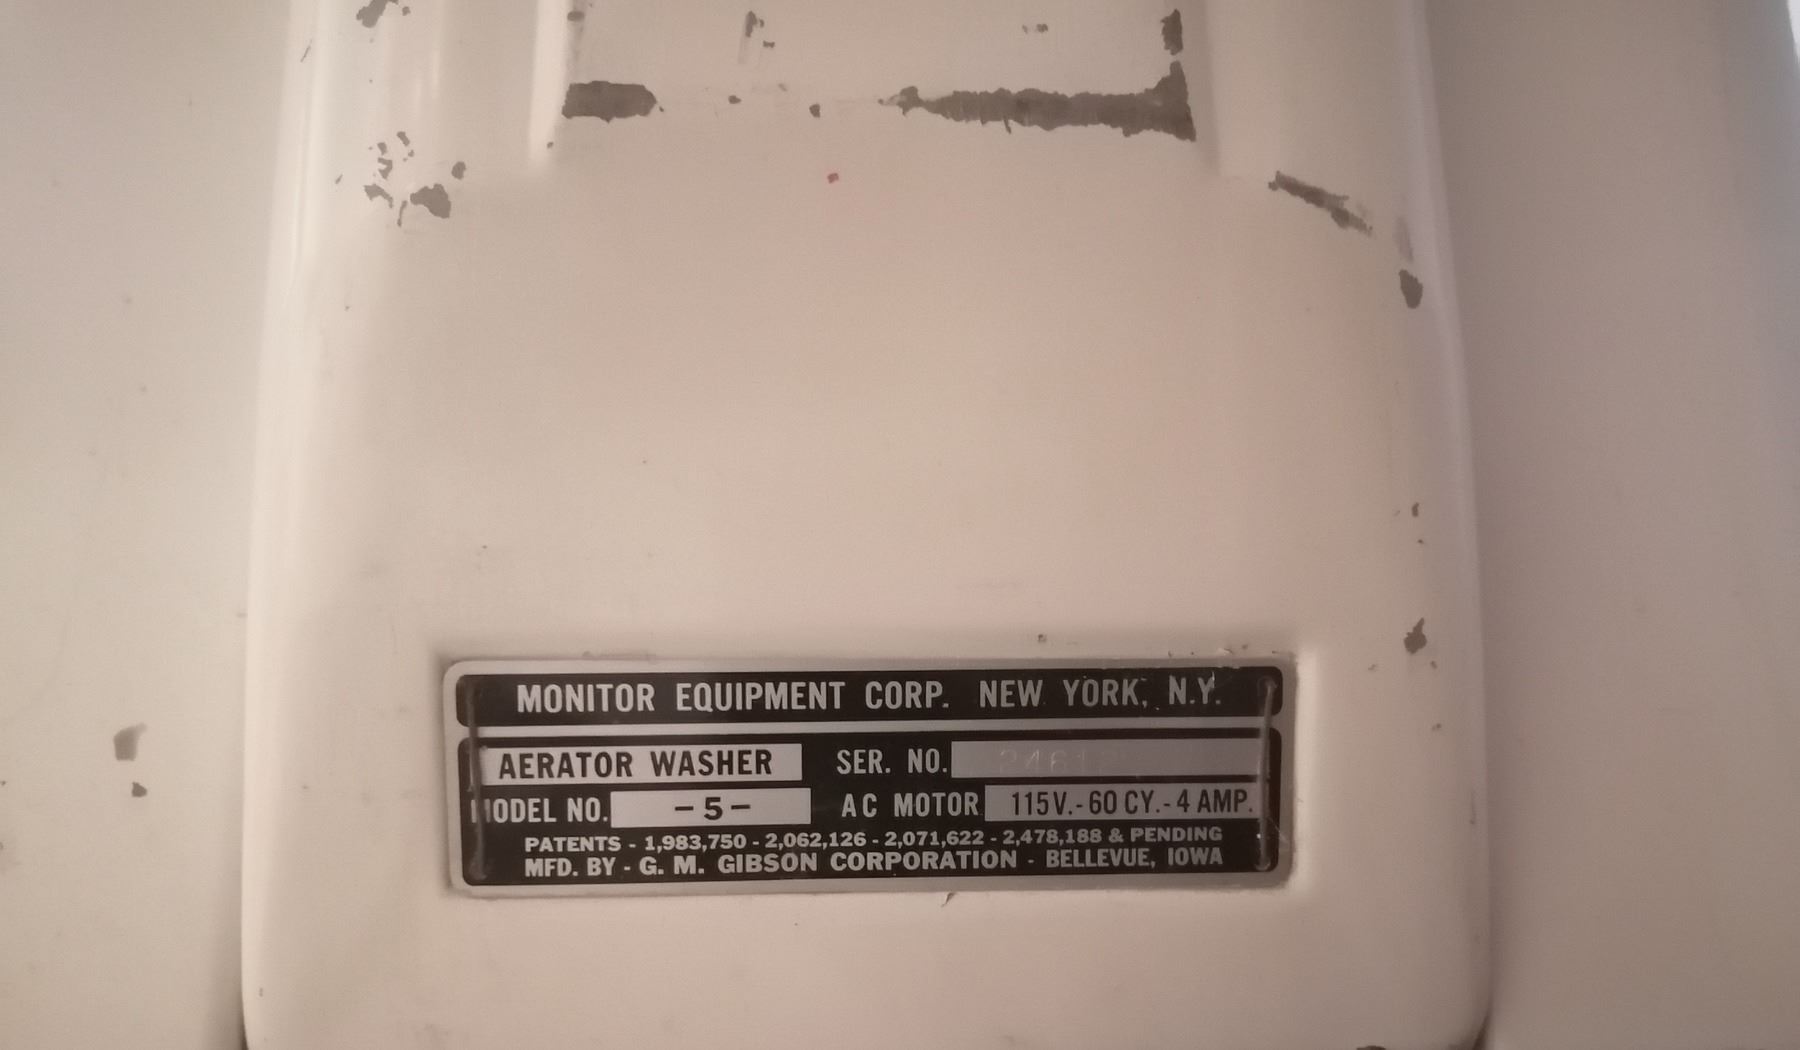 MONITOR EQUIPMENT CORP. NEW YORK, N.Y.
AERATOR WASHER SER. NO.
MODEL NO. -5- AC MOTOR 115V.-60 CY.-4 AMP.
PATENTS - 1,983,750 - 2,062,126 - 2,071,622 - 2,478,188 & PENDING
MFD. BY - G. M. GIBSON CORPORATION - BELLEVUE, IOWA